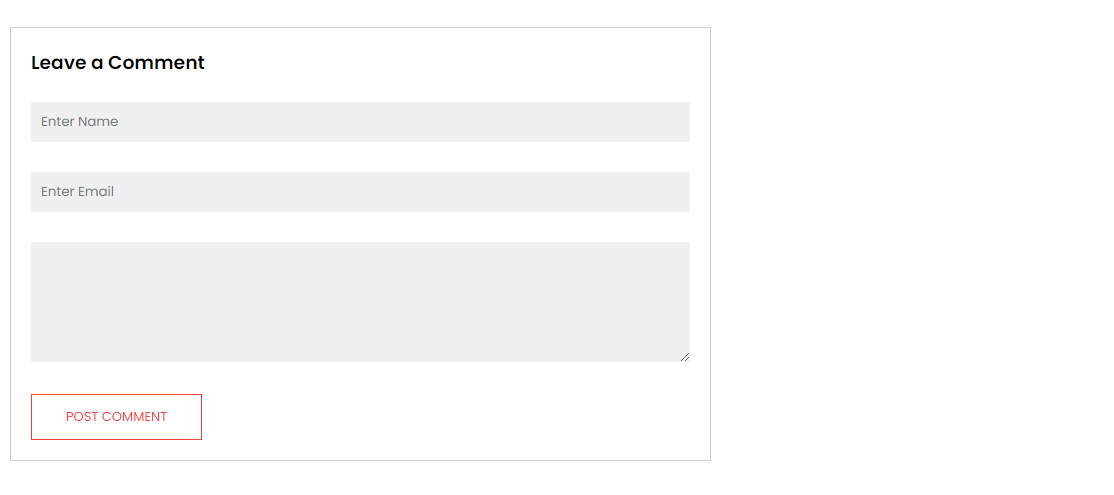 Leave a Comment
Enter Name
Enter Email
POST COMMENT